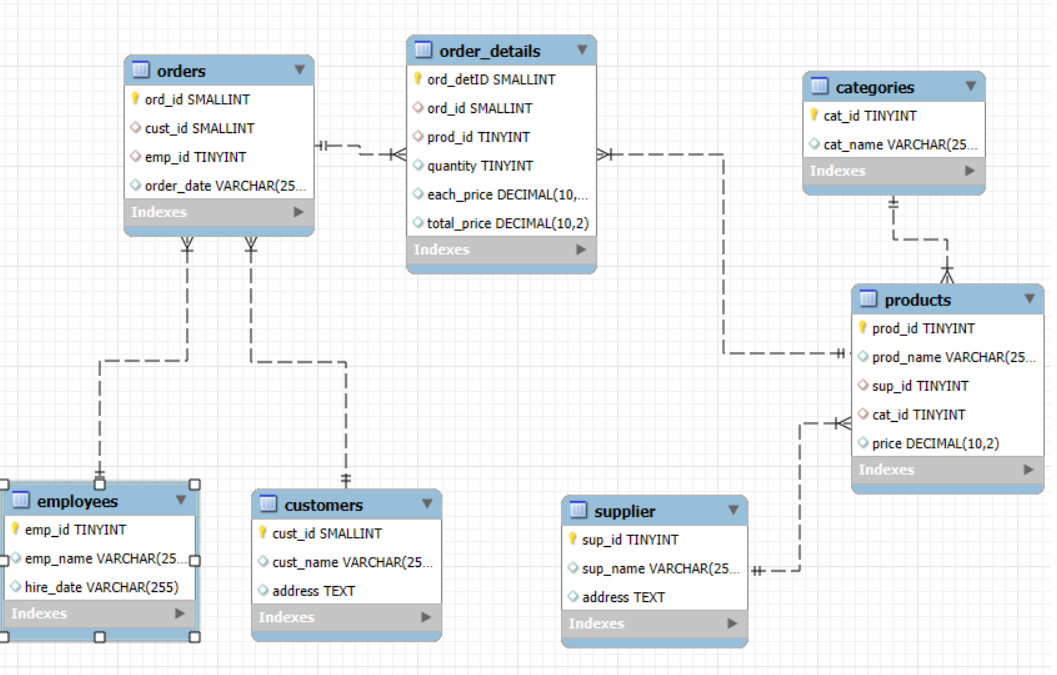 orders
ord_id SMALLINT
cust_id SMALLINT
emp_id TINYINT
order_date VARCHAR(25...
Indexes
order_details
ord_detID SMALLINT
ord_id SMALLINT
prod_id TINYINT
quantity TINYINT
each_price DECIMAL(10,...
total_price DECIMAL(10,2)
Indexes
categories
cat_id TINYINT
cat_name VARCHAR(25...
Indexes
products
prod_id TINYINT
prod_name VARCHAR(25...
sup_id TINYINT
cat_id TINYINT
price DECIMAL(10,2)
Indexes
employees
emp_id TINYINT
emp_name VARCHAR(25...
hire_date VARCHAR(255)
Indexes
customers
cust_id SMALLINT
cust_name VARCHAR(25...
address TEXT
Indexes
supplier
sup_id TINYINT
sup_name VARCHAR(25...
address TEXT
Indexes